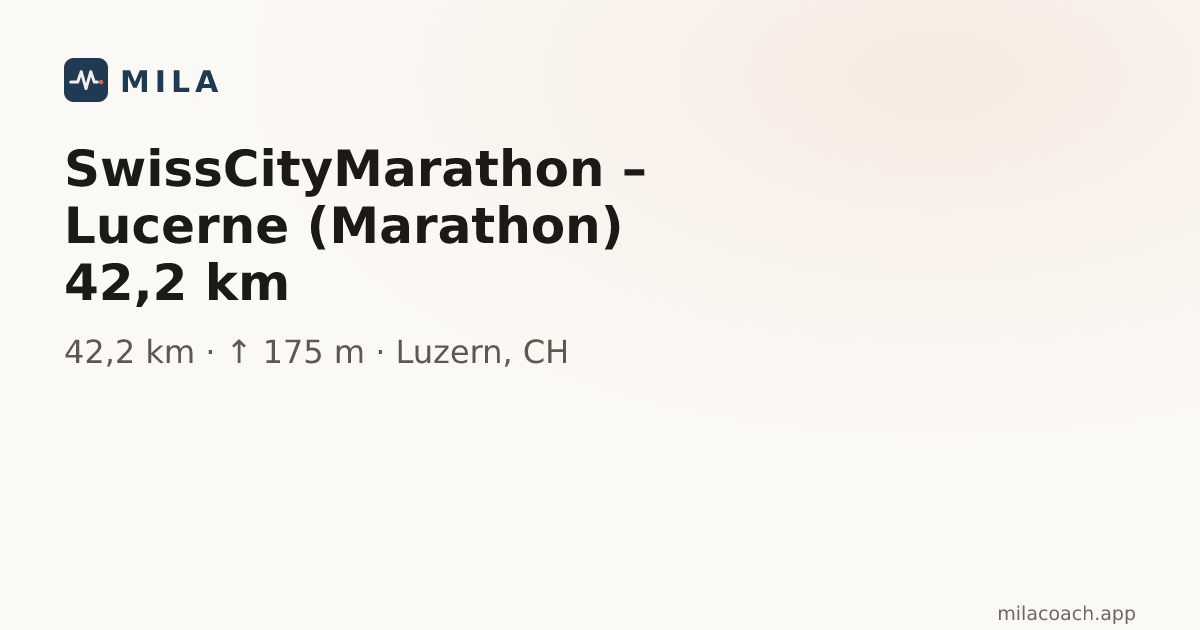 MILA
SwissCityMarathon –
Lucerne (Marathon)
42,2 km
42,2 km · ↑ 175 m · Luzern, CH
milacoach.app